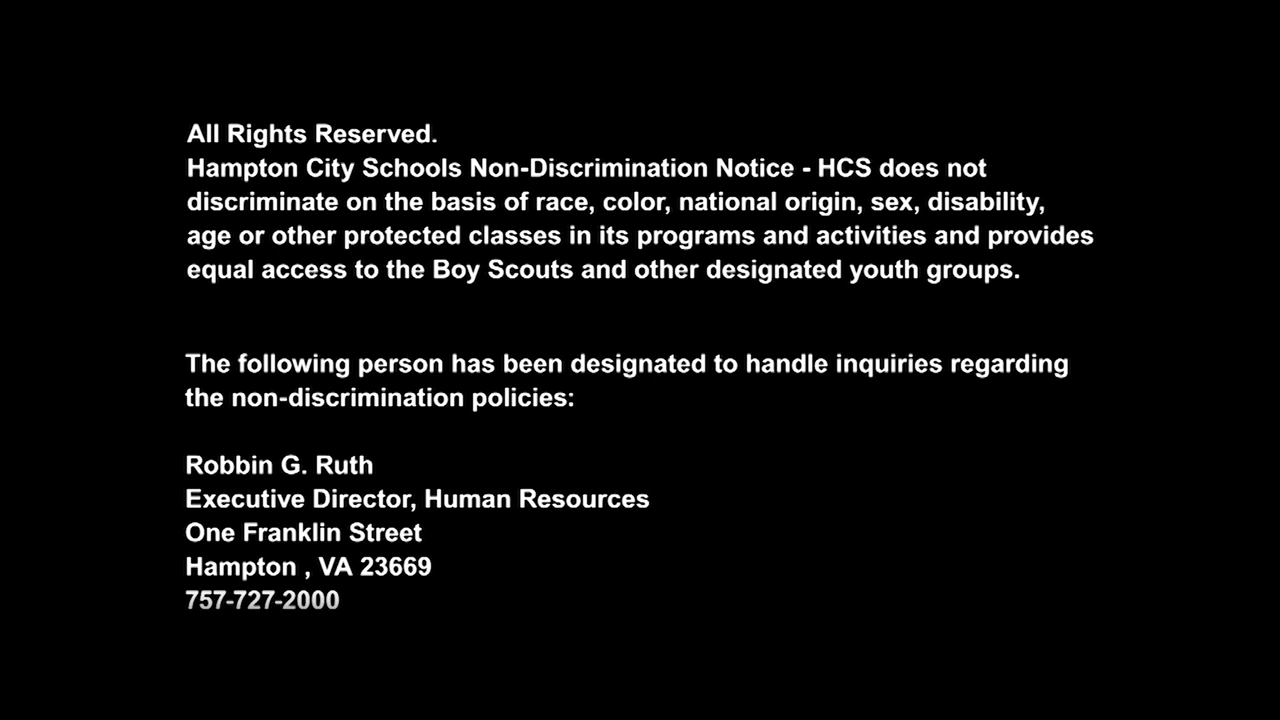 All Rights Reserved.
Hampton City Schools Non-Discrimination Notice - HCS does not
discriminate on the basis of race, color, national origin, sex, disability,
age or other protected classes in its programs and activities and provides
equal access to the Boy Scouts and other designated youth groups.
The following person has been designated to handle inquiries regarding
the non-discrimination policies:
Robbin G. Ruth
Executive Director, Human Resources
One Franklin Street
Hampton , VA 23669
757-727-2000